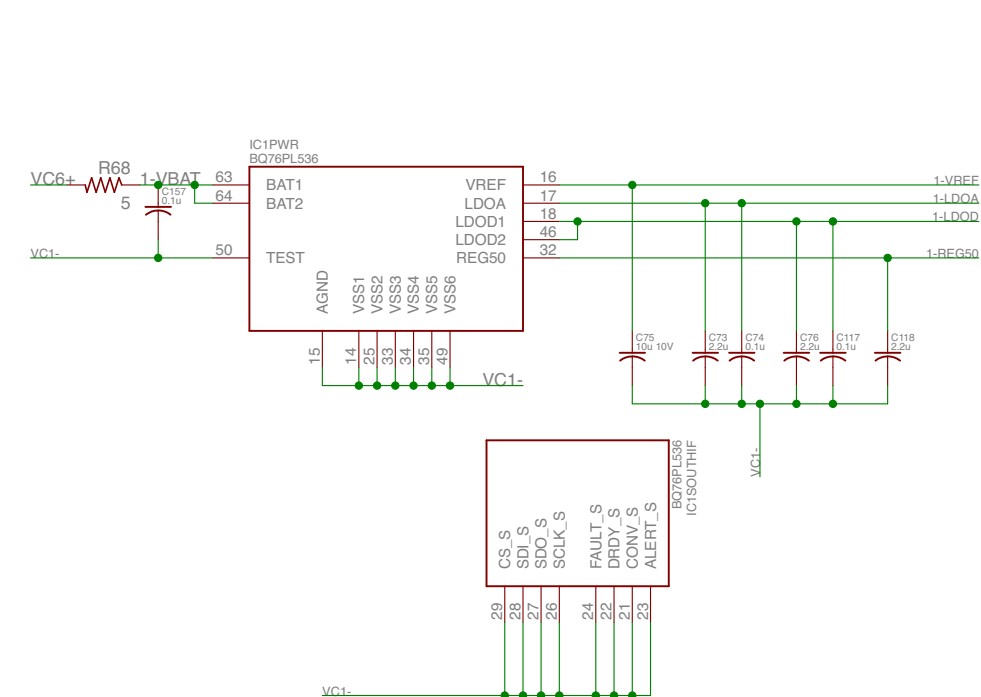 IC1PWR
BQ76PL536
VC6+
R68
5
1-VBAT
C157
0.1u
VC1-
63
64
50
BAT1
BAT2
TEST
VREF
LDOA
LDOD1
LDOD2
REG50
16
17
18
46
32
1-VREF
1-LDOA
1-LDOD
1-REG50
AGND
VSS1
VSS2
VSS3
VSS4
VSS5
VSS6
15
14
25
33
34
35
49
VC1-
C75
10u 10V
C73
2.2u
C74
0.1u
C76
2.2u
C117
0.1u
C118
2.2u
VC1-
BQ76PL536
IC1SOUTHIF
CS_S
SDI_S
SDO_S
SCLK_S
FAULT_S
DRDY_S
CONV_S
ALERT_S
29
28
27
26
24
22
21
23
VC1-